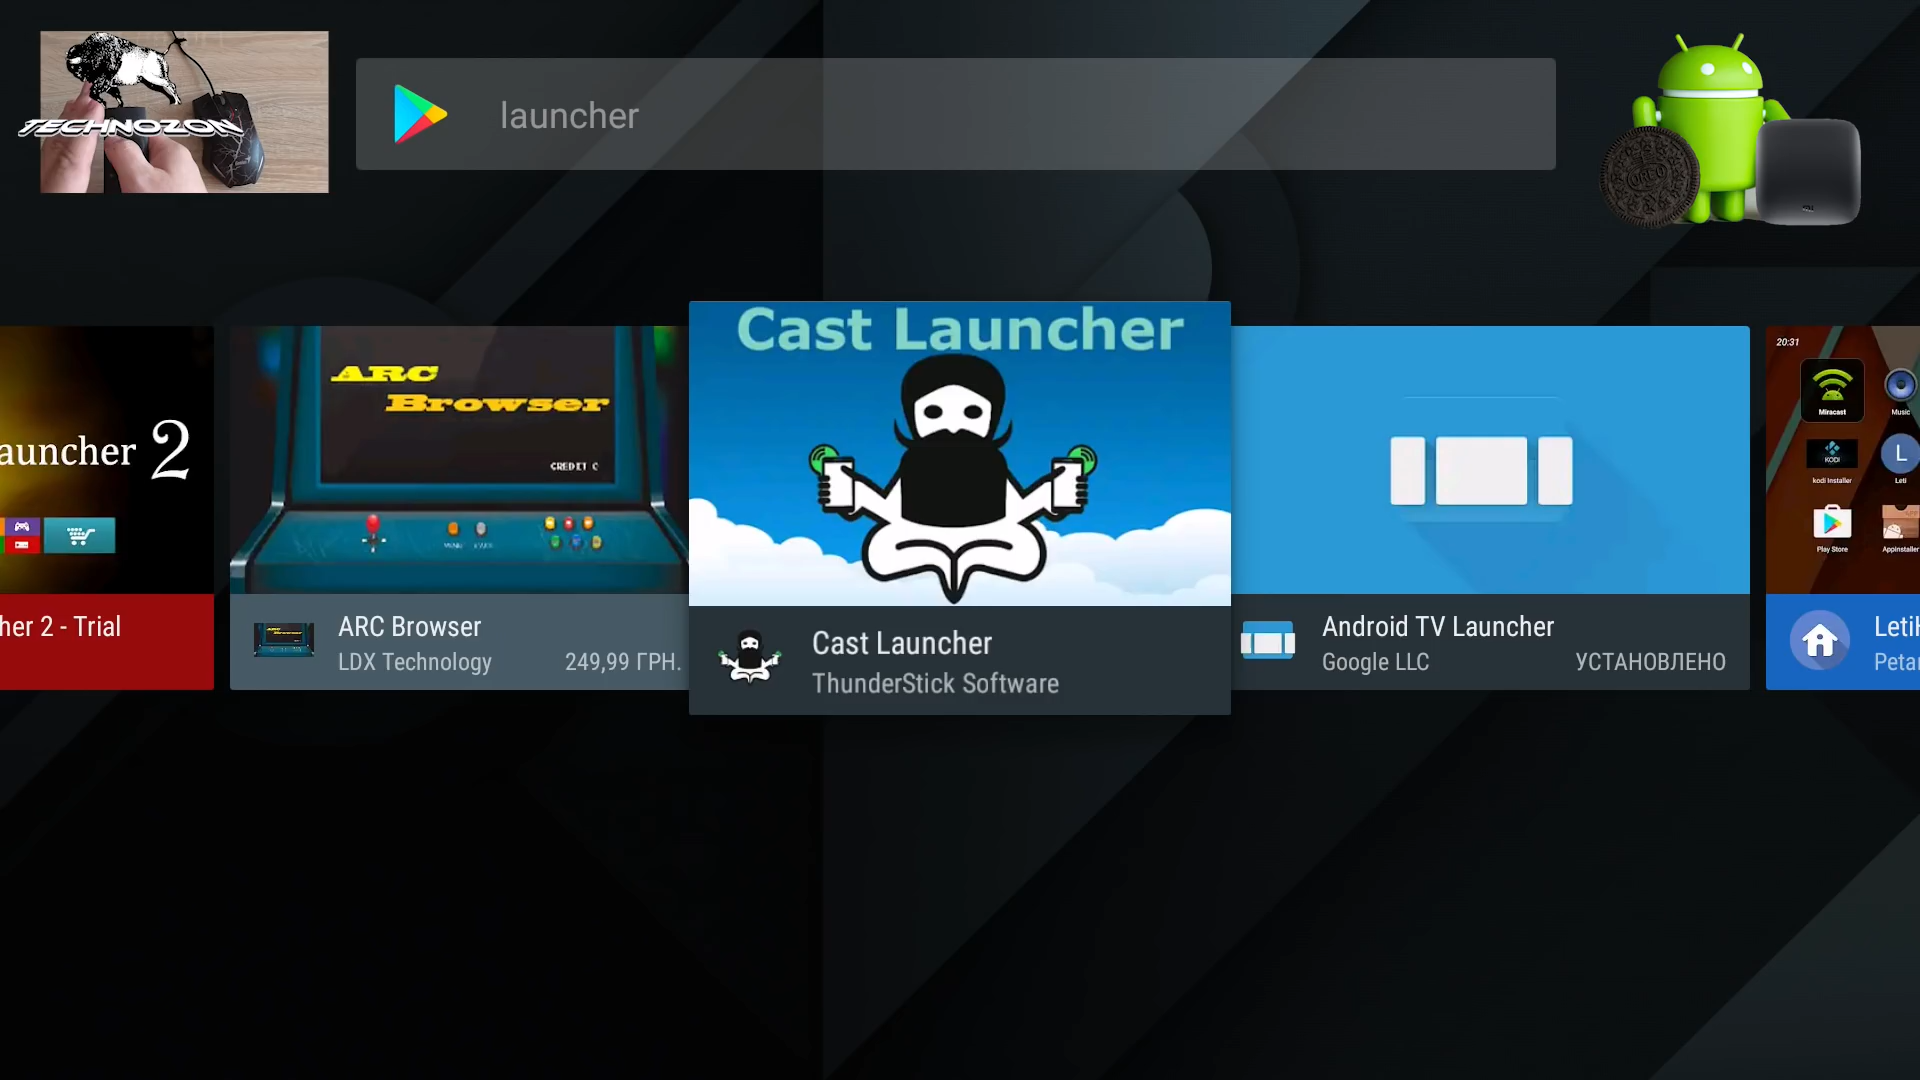 TECHNOZON
launcher
OREO
auncher 2
her 2 - Trial
ARC
Browser
CREDIT C
ARC Browser
LDX Technology
249,99 ГРН.
Cast Launcher
Cast Launcher
ThunderStick Software
Android TV Launcher
Google LLC
УСТАНОВЛЕНО
20:31
Miracast
Music
KODI
L
kodi Installer
Leti
Play Store
Appinstaller
Leti
Peta